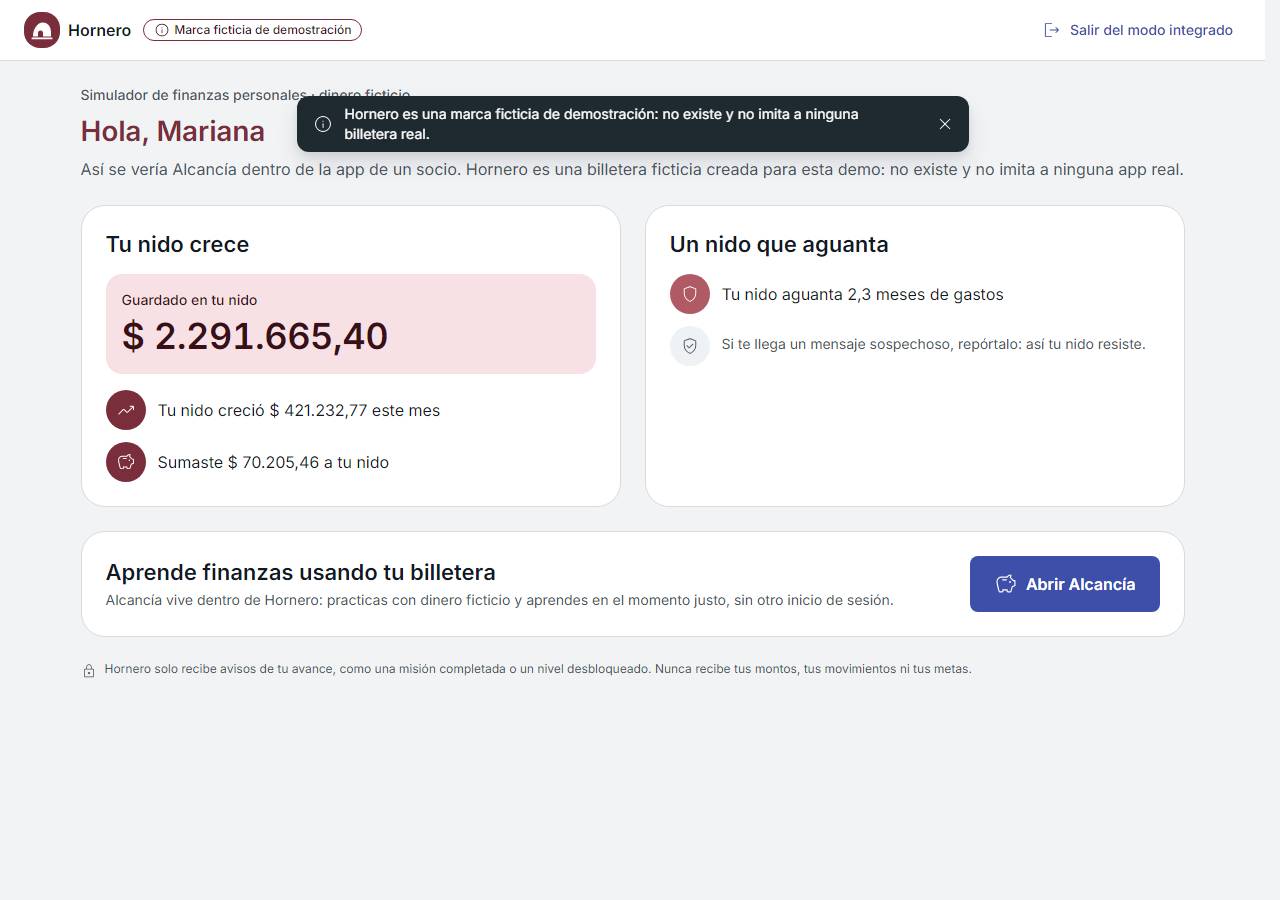 Hornero
Marca ficticia de demostración
Salir del modo integrado
Simulador de finanzas personales · dinero ficticio
Hornero es una marca ficticia de demostración: no existe y no imita a ninguna
billetera real.
Hola, Mariana
Así se vería Alcancía dentro de la app de un socio. Hornero es una billetera ficticia creada para esta demo: no existe y no imita a ninguna app real.
Tu nido crece
Guardado en tu nido
$ 2.291.665,40
Tu nido creció $ 421.232,77 este mes
Sumaste $ 70.205,46 a tu nido
Un nido que aguanta
Tu nido aguanta 2,3 meses de gastos
Si te llega un mensaje sospechoso, repórtalo: así tu nido resiste.
Aprende finanzas usando tu billetera
Alcancía vive dentro de Hornero: practicas con dinero ficticio y aprendes en el momento justo, sin otro inicio de sesión.
Abrir Alcancía
Hornero solo recibe avisos de tu avance, como una misión completada o un nivel desbloqueado. Nunca recibe tus montos, tus movimientos ni tus metas.